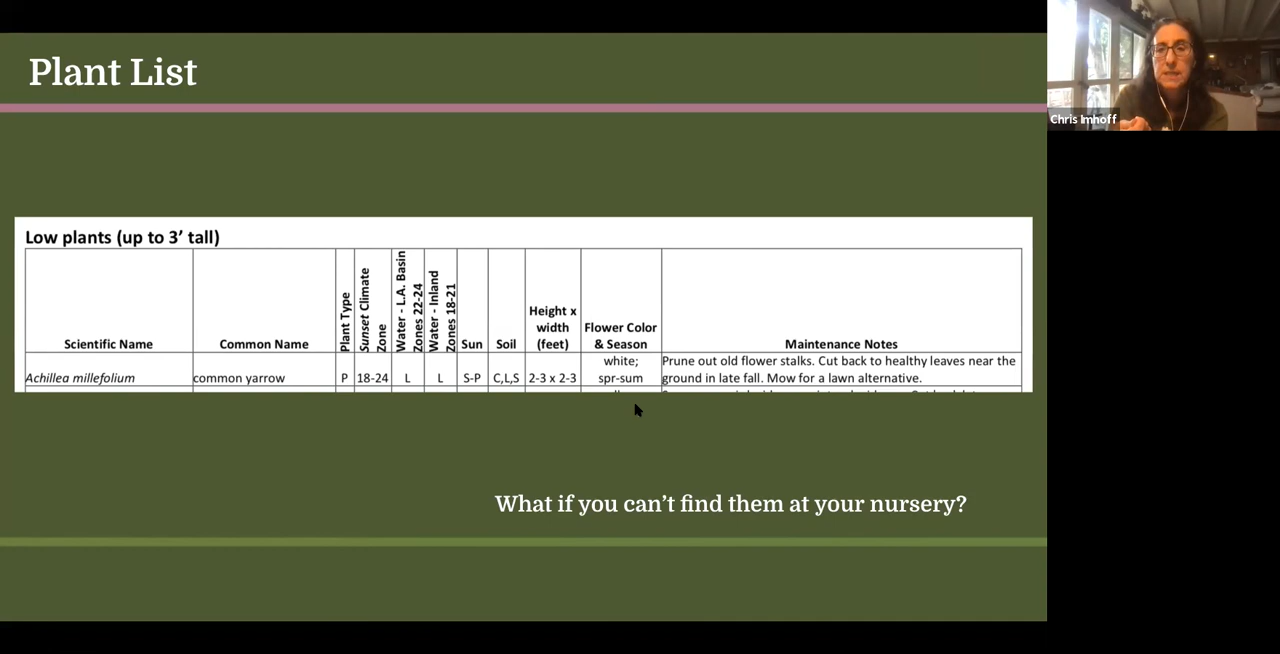 Plant List
Chris Imhoff
Low plants (up to 3' tall)
Scientific Name
Common Name
Plant Type
Sunset Climate
Zone
Water - L.A. Basin
Zones 22-24
Water - Inland
Zones 18-21
Sun
Soil
Height x
width
(feet)
Flower Color
& Season
Maintenance Notes
Achillea millefolium
common yarrow
P
18-24
L
L
S-P
C,L,S
2-3 x 2-3
white;
spr-sum
Prune out old flower stalks. Cut back to healthy leaves near the
ground in late fall. Mow for a lawn alternative.
What if you can't find them at your nursery?